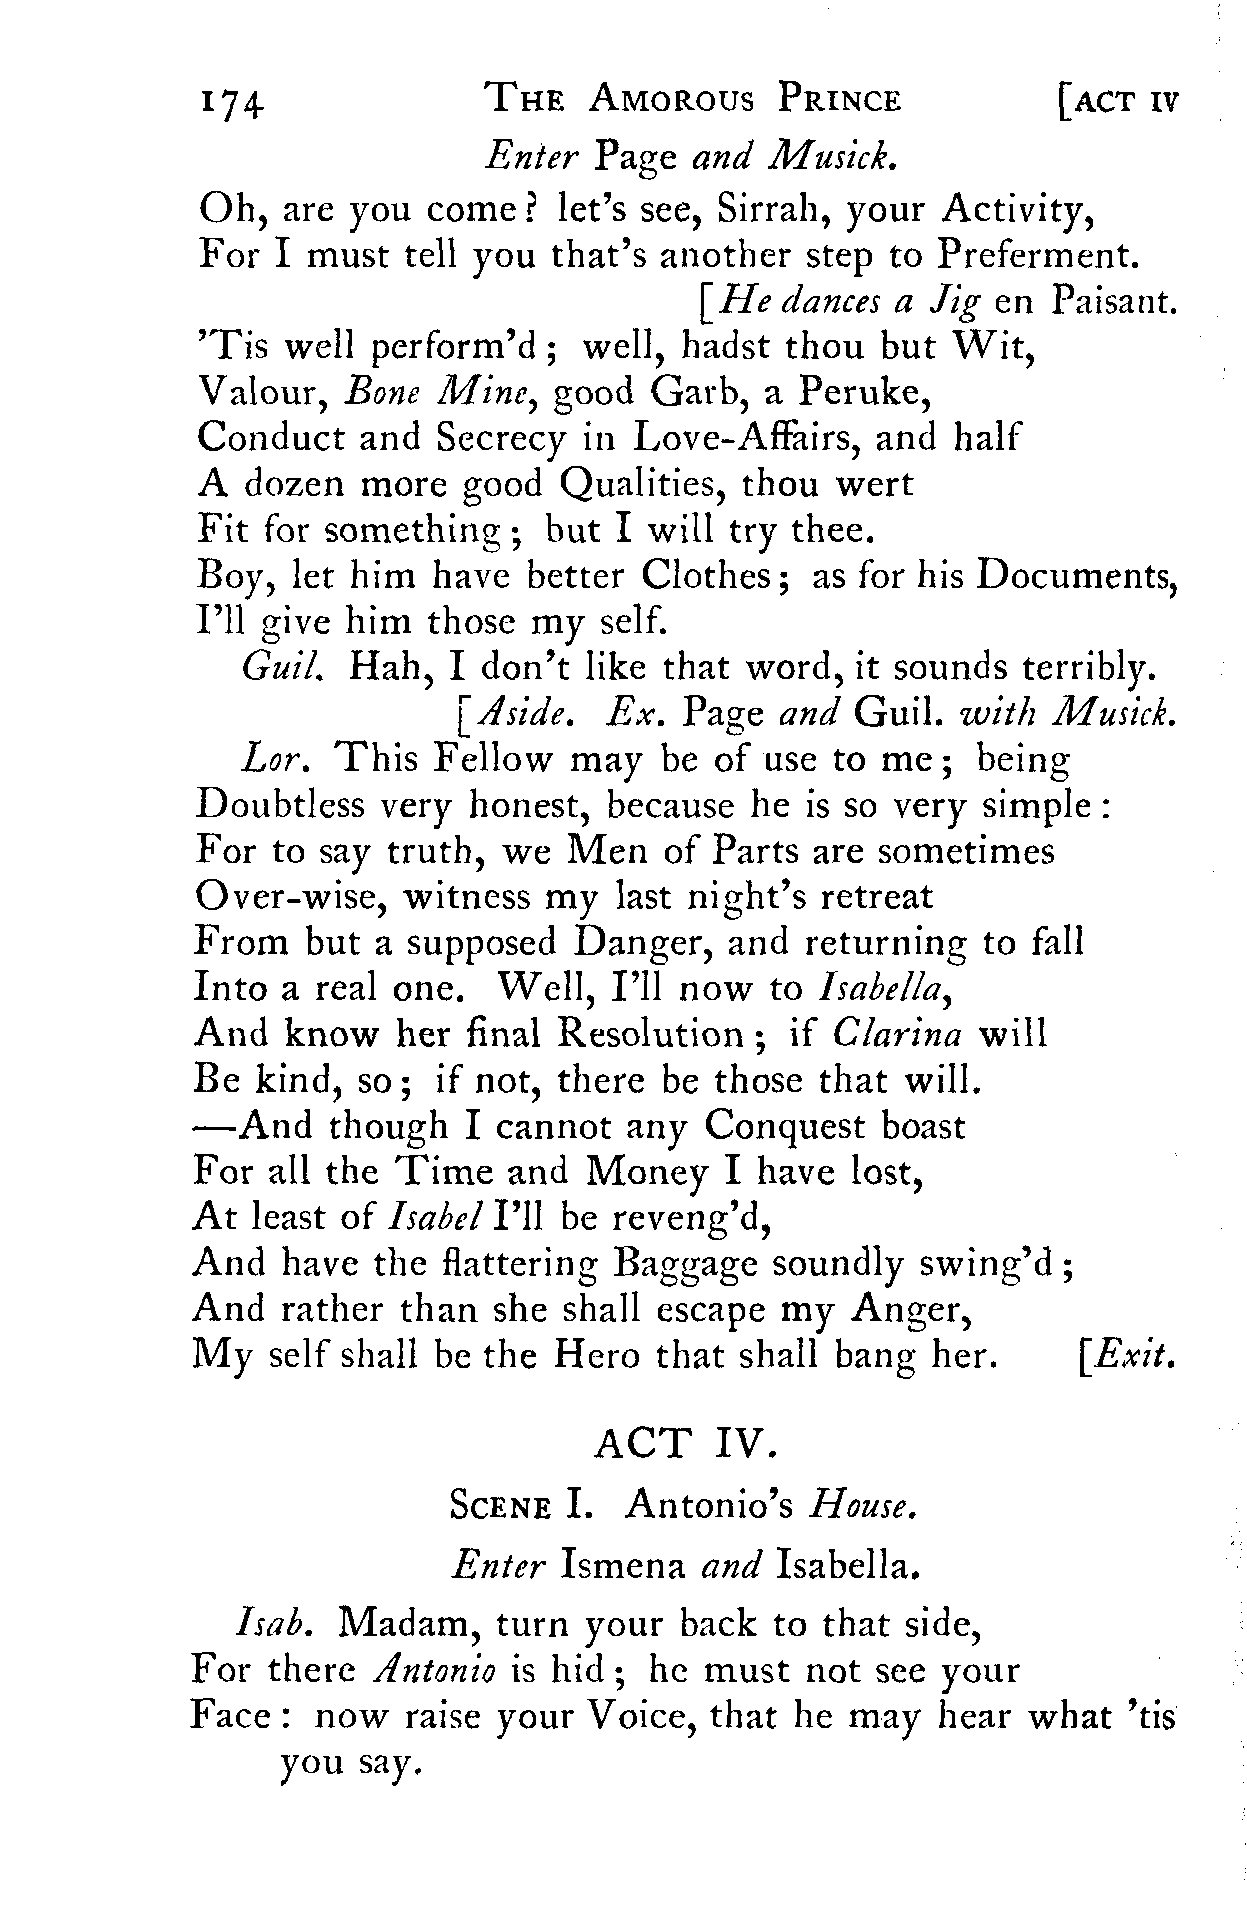 174 THE AMOROUS PRINCE [ACT IV
Enter Page and Musick.
Oh, are you come? let's see, Sirrah, your Activity,
For I must tell you that's another step to Preferment.
[He dances a Jig en Paisant.
'Tis well perform'd; well, hadst thou but Wit,
Valour, Bone Mine, good Garb, a Peruke,
Conduct and Secrecy in Love-Affairs, and half
A dozen more good Qualities, thou wert
Fit for something; but I will try thee.
Boy, let him have better Clothes; as for his Documents,
I'll give him those my self.
Guil. Hah, I don't like that word, it sounds terribly.
[Aside. Ex. Page and Guil. with Musick.
Lor. This Fellow may be of use to me; being
Doubtless very honest, because he is so very simple:
For to say truth, we Men of Parts are sometimes
Over-wise, witness my last night's retreat
From but a supposed Danger, and returning to fall
Into a real one. Well, I'll now to Isabella,
And know her final Resolution; if Clarina will
Be kind, so; if not, there be those that will.
—And though I cannot any Conquest boast
For all the Time and Money I have lost,
At least of Isabel I'll be reveng'd,
And have the flattering Baggage soundly swing'd;
And rather than she shall escape my Anger,
My self shall be the Hero that shall bang her. [Exit.
ACT IV.
SCENE I. Antonio's House.
Enter Ismena and Isabella.
Isab. Madam, turn your back to that side,
For there Antonio is hid; he must not see your
Face: now raise your Voice, that he may hear what 'tis
you say.